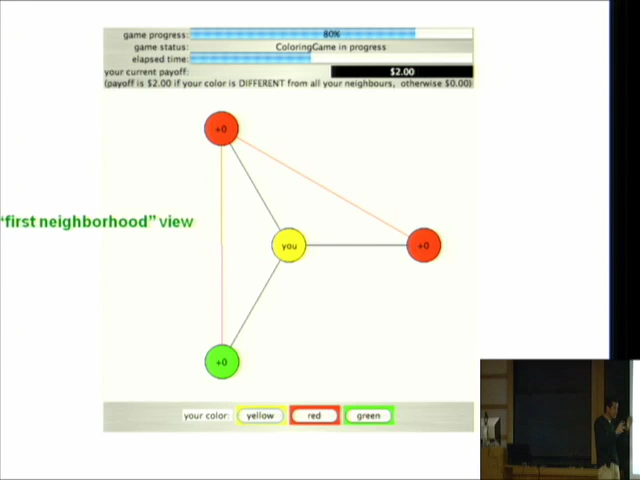 game progress: 80%
game status: ColoringGame in progress
elapsed time:
your current payoff: $2.00
(payoff is $2.00 if your color is DIFFERENT from all your neighbours, otherwise $0.00)
+0
"first neighborhood" view
you
+0
+0
your color: yellow red green